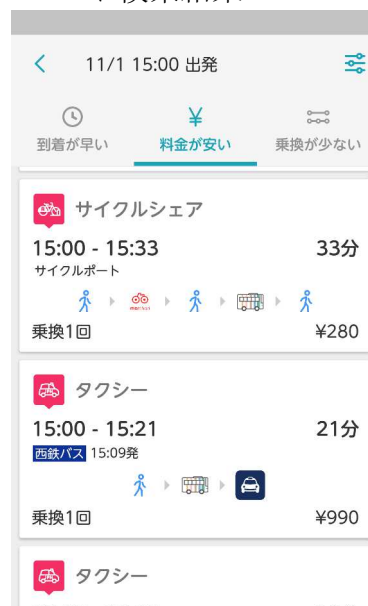 11/1 15:00 出発
¥
到着が早い 料金が安い 乗換が少ない
サイクルシェア
15:00 - 15:33 33分
サイクルポート
乗換1回 ¥280
タクシー
15:00 - 15:21 21分
西鉄バス 15:09発
乗換1回 ¥990
タクシー